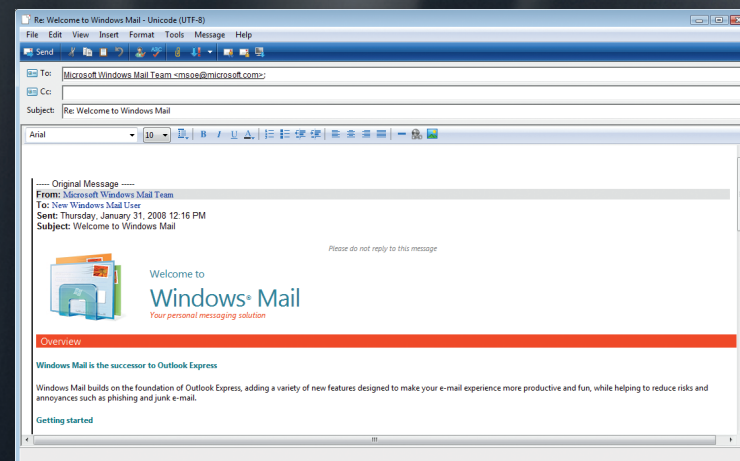 Re: Welcome to Windows Mail - Unicode (UTF-8)
File Edit View Insert Format Tools Message Help
Send
To: Microsoft Windows Mail Team <msoe@microsoft.com>;
Cc:
Subject: Re: Welcome to Windows Mail
Arial 10 B I U A
----- Original Message -----
From: Microsoft Windows Mail Team
To: New Windows Mail User
Sent: Thursday, January 31, 2008 12:16 PM
Subject: Welcome to Windows Mail
Please do not reply to this message
Welcome to
Windows® Mail
Your personal messaging solution
Overview
Windows Mail is the successor to Outlook Express
Windows Mail builds on the foundation of Outlook Express, adding a variety of new features designed to make your e-mail experience more productive and fun, while helping to reduce risks and
annoyances such as phishing and junk e-mail.
Getting started